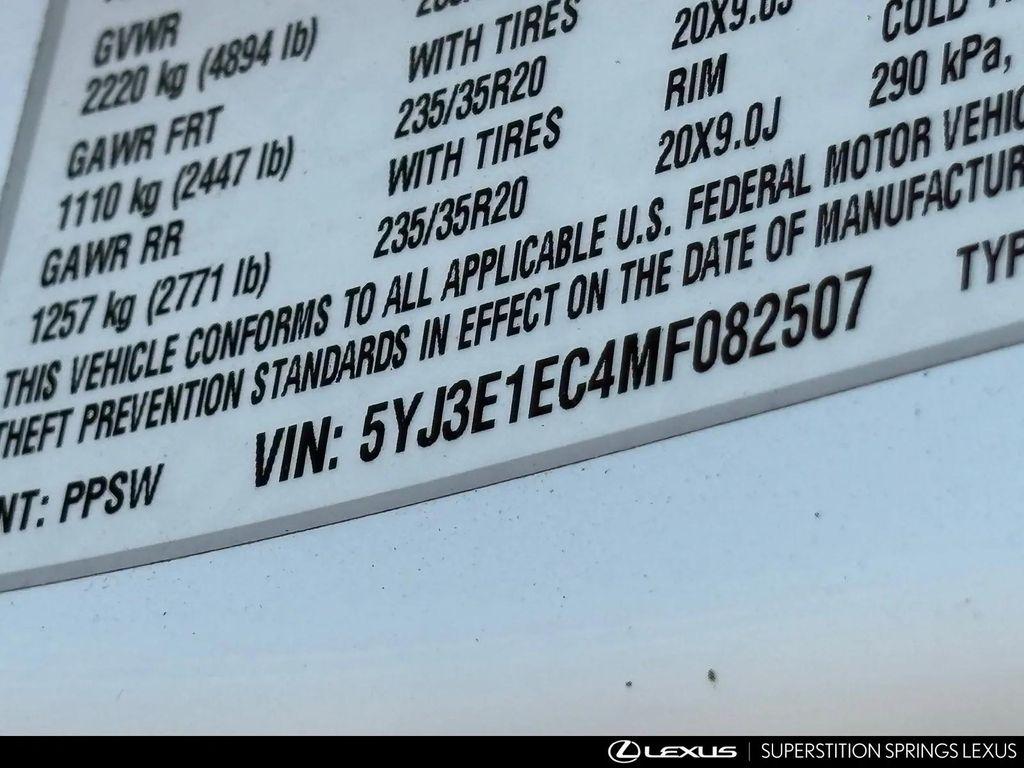 GVWR
2220 kg (4894 lb)
GAWR FRT
1110 kg (2447 lb)
GAWR RR
1257 kg (2771 lb)
WITH TIRES
235/35R20
WITH TIRES
235/35R20
20X9.0J
RIM
20X9.0J
COLD
290 kPa,
THIS VEHICLE CONFORMS TO ALL APPLICABLE U.S. FEDERAL MOTOR VEHIC
THEFT PREVENTION STANDARDS IN EFFECT ON THE DATE OF MANUFACTUR
NT: PPSW
VIN: 5YJ3E1EC4MF082507
TYP
LEXUS | SUPERSTITION SPRINGS LEXUS